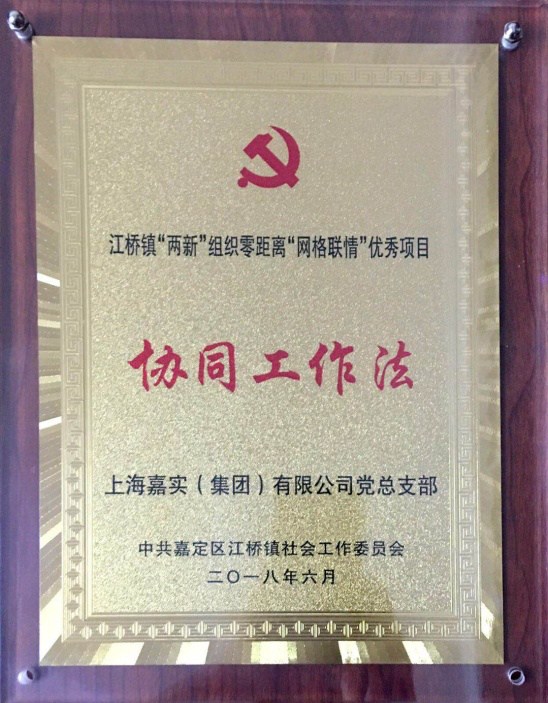 江桥镇“两新”组织零距离“网格联情”优秀项目
协同工作法
上海嘉实（集团）有限公司党总支部
中共嘉定区江桥镇社会工作委员会
二〇一八年六月